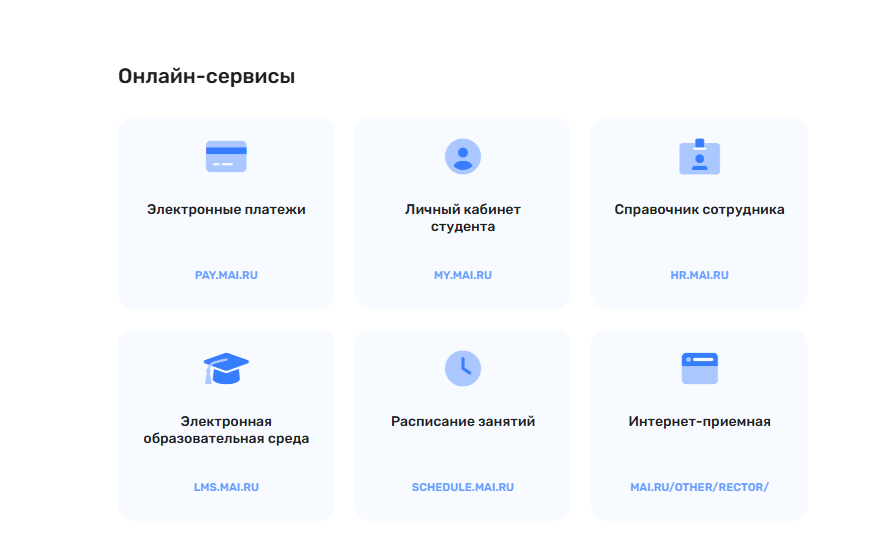 Онлайн-сервисы
Электронные платежи
PAY.MAI.RU
Личный кабинет
студента
MY.MAI.RU
Справочник сотрудника
HR.MAI.RU
Электронная
образовательная среда
LMS.MAI.RU
Расписание занятий
SCHEDULE.MAI.RU
Интернет-приемная
MAI.RU/OTHER/RECTOR/